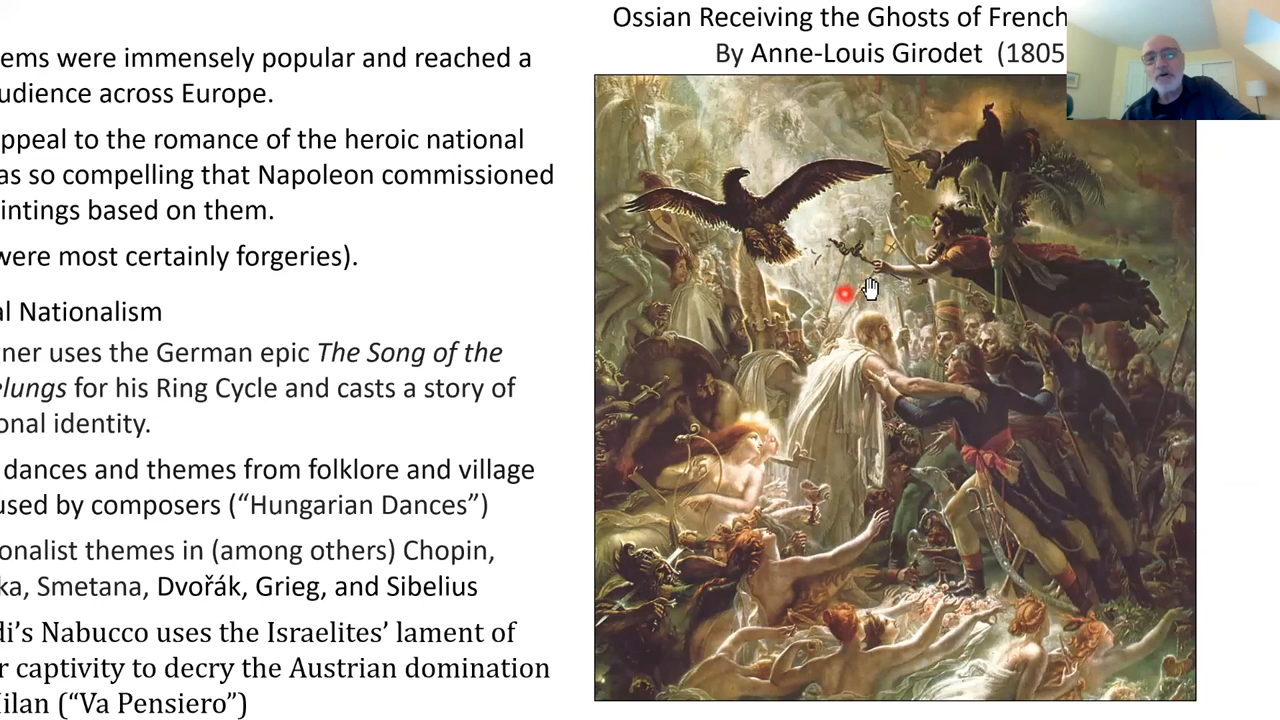 ems were immensely popular and reached a
udience across Europe.
ppeal to the romance of the heroic national
as so compelling that Napoleon commissioned
intings based on them.
were most certainly forgeries).
al Nationalism
ner uses the German epic The Song of the
elungs for his Ring Cycle and casts a story of
onal identity.
dances and themes from folklore and village
used by composers (“Hungarian Dances”)
onalist themes in (among others) Chopin,
ka, Smetana, Dvořák, Grieg, and Sibelius
di’s Nabucco uses the Israelites’ lament of
r captivity to decry the Austrian domination
Milan (“Va Pensiero”)
Ossian Receiving the Ghosts of French
By Anne-Louis Girodet (1805